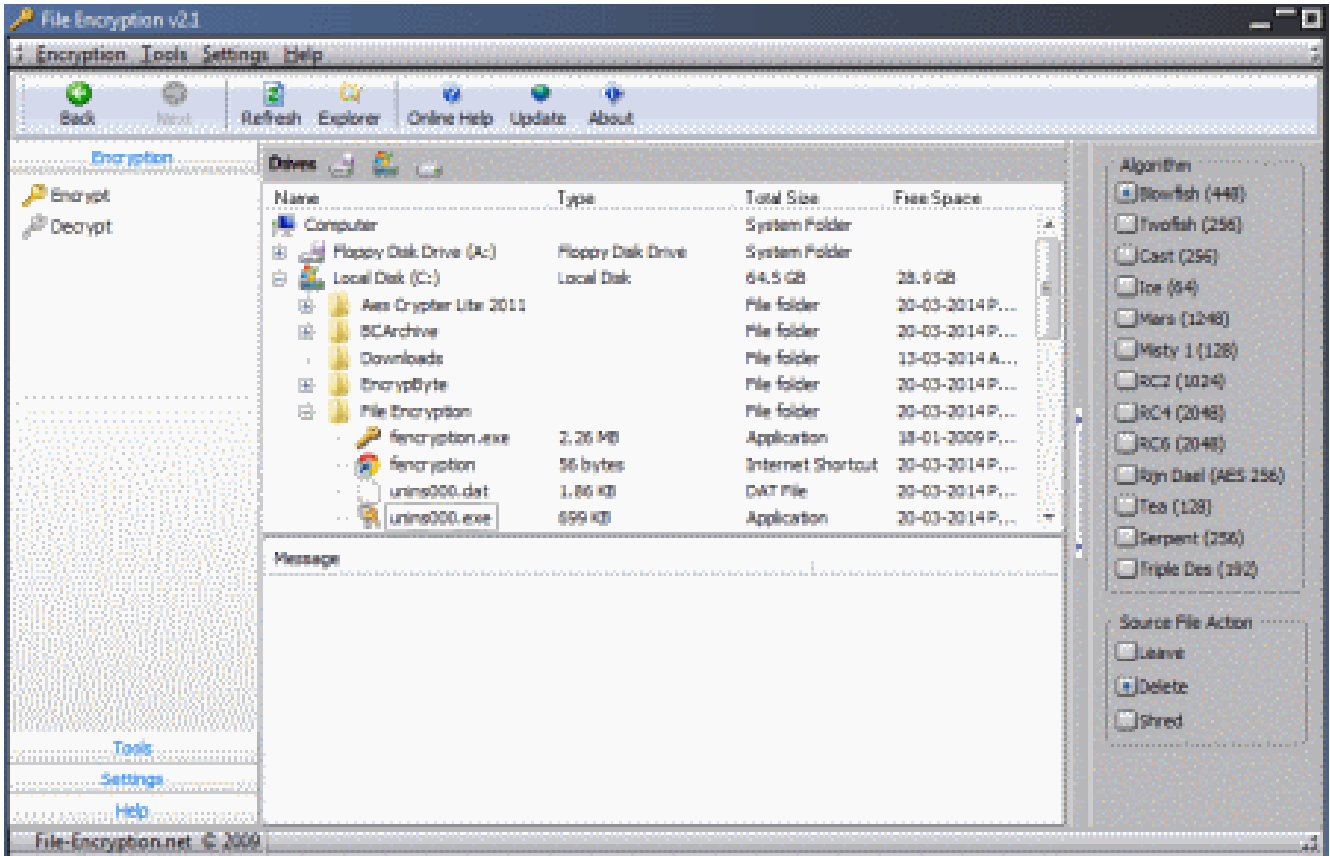 File Encryption v2.1
Encryption Tools Settings Help
Back Next Refresh Explorer Online Help Update About
Encryption
Encrypt
Decrypt
Tools
Settings
Help
Drives
Name Type Total Size Free Space
Computer System Folder
Floppy Disk Drive (A:) Floppy Disk Drive System Folder
Local Disk (C:) Local Disk 64.5 GB 28.9 GB
Aes Crypter Lite 2011 File folder 20-03-2014 P...
BCArchive File folder 20-03-2014 P...
Downloads File folder 13-03-2014 A...
EncrypByte File folder 20-03-2014 P...
File Encryption File folder 20-03-2014 P...
fencryption.exe 2.26 MB Application 18-01-2009 P...
fencryption 56 bytes Internet Shortcut 20-03-2014 P...
unins000.dat 1.86 KB DAT File 20-03-2014 P...
unins000.exe 699 KB Application 20-03-2014 P...
Message
Algorithm
Blowfish (448)
Twofish (256)
Cast (256)
Ice (64)
Mars (1248)
Misty 1 (128)
RC2 (1024)
RC4 (2048)
RC6 (2048)
Rijn Dael (AES 256)
Tea (128)
Serpent (256)
Triple Des (192)
Source File Action
Leave
Delete
Shred
File-Encryption.net © 2009